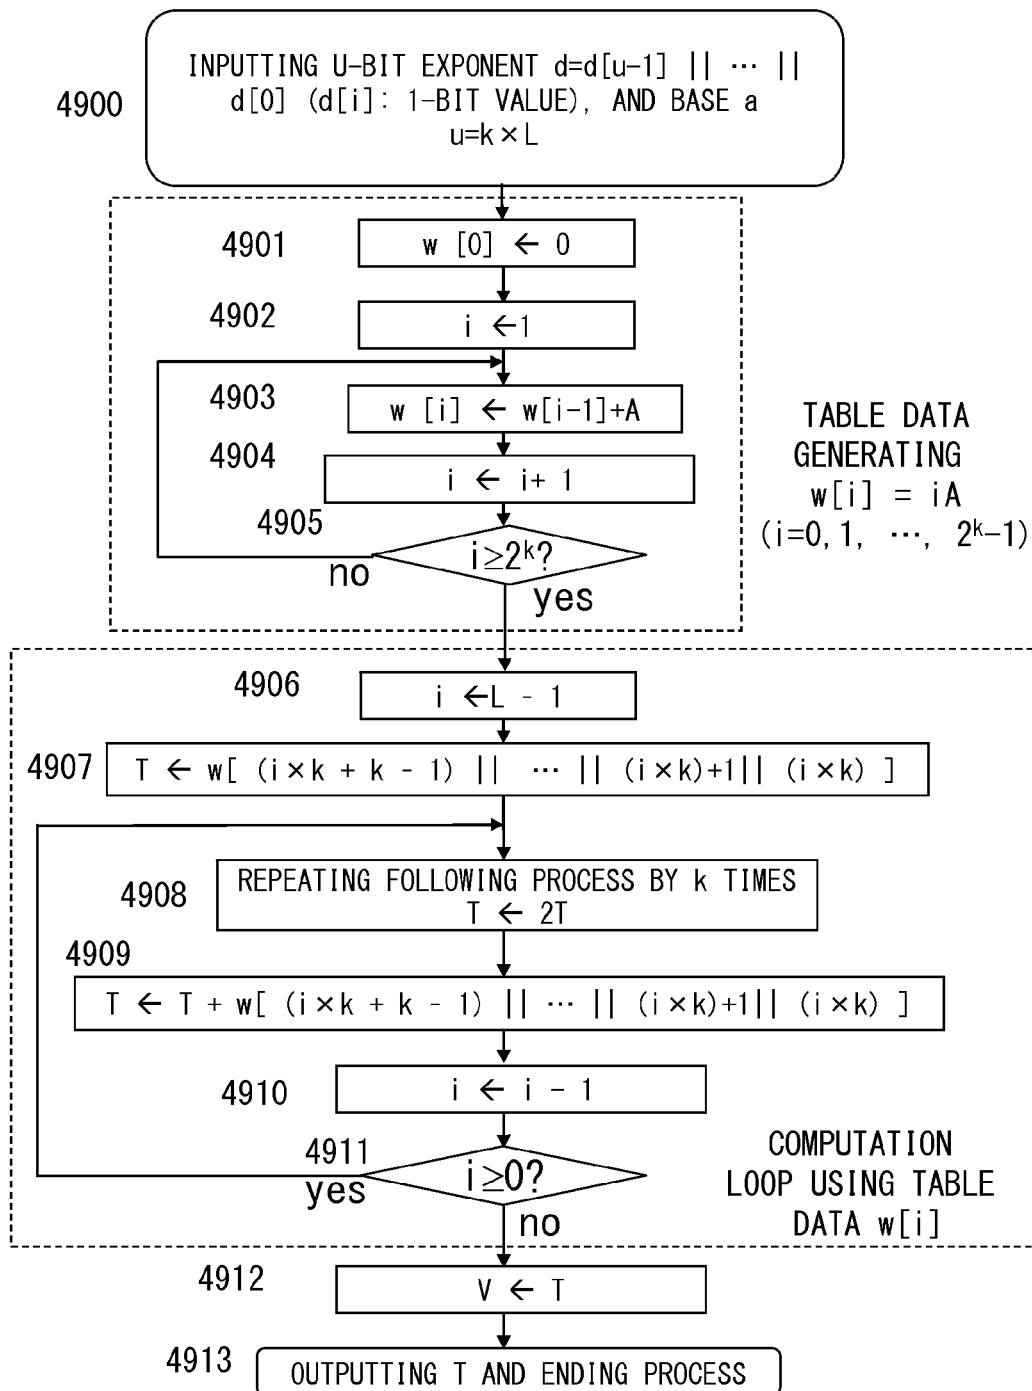 4900
INPUTTING U-BIT EXPONENT d=d[u-1] || ··· ||
d[0] (d[i]: 1-BIT VALUE), AND BASE a
u=k×L
4901
w [0] ← 0
4902
i ←1
4903
w [i] ← w[i-1]+A
4904
i ← i+ 1
4905
i≥2ᵏ?
no
yes
TABLE DATA
GENERATING
w[i] = iA
(i=0,1, ···, 2ᵏ-1)
4906
i ←L - 1
4907
T ← w[ (i×k + k - 1) || ··· || (i×k)+1|| (i×k) ]
4908
REPEATING FOLLOWING PROCESS BY k TIMES
T ← 2T
4909
T ← T + w[ (i×k + k - 1) || ··· || (i×k)+1|| (i×k) ]
4910
i ← i - 1
4911
i≥0?
yes
no
COMPUTATION
LOOP USING TABLE
DATA w[i]
4912
V ← T
4913
OUTPUTTING T AND ENDING PROCESS